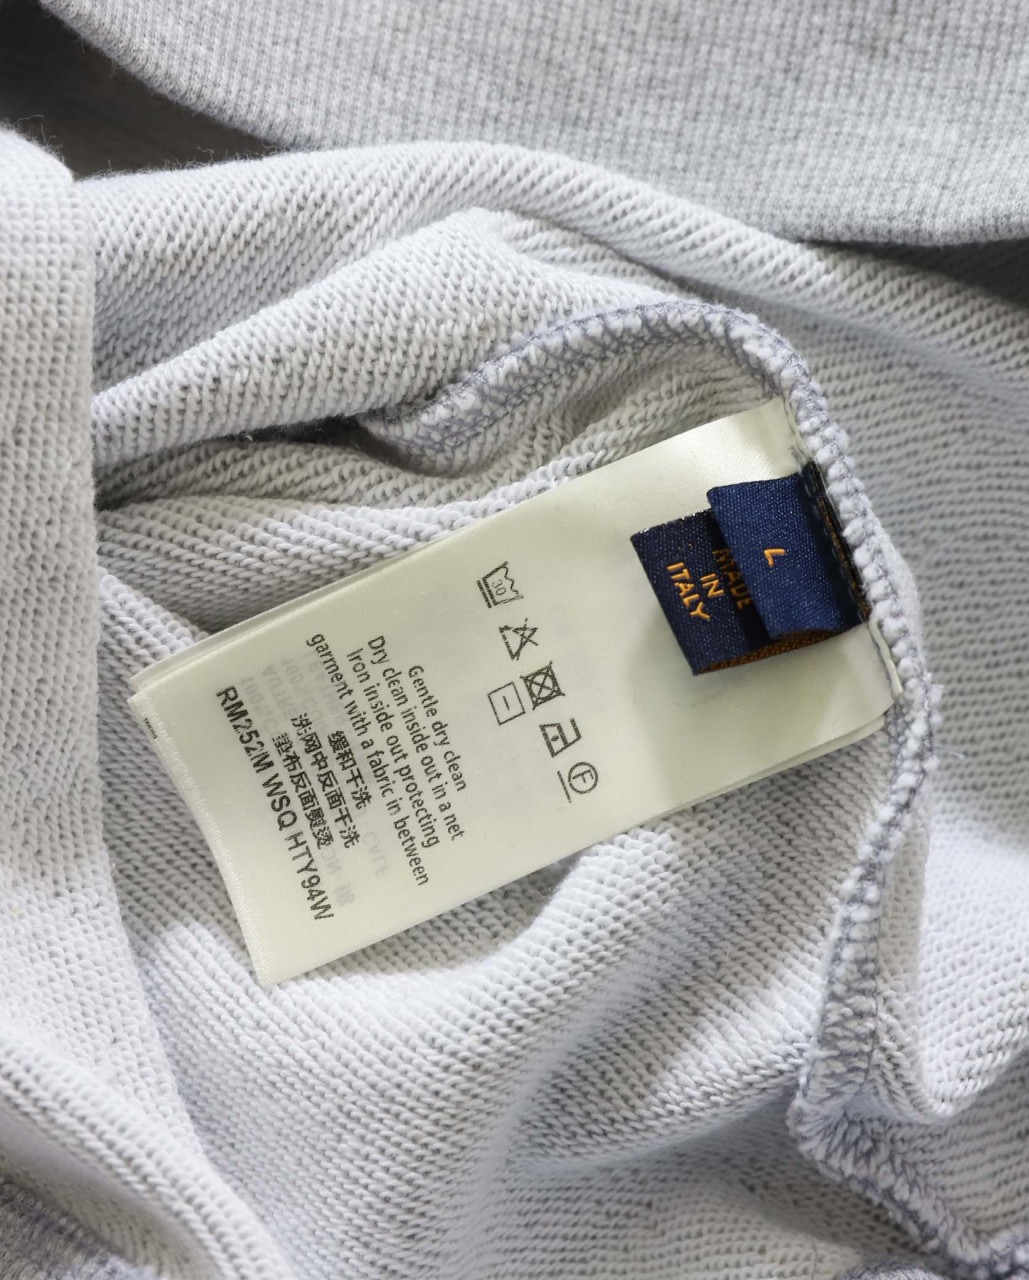 L
MADE
IN
ITALY
30
F
Gentle dry clean
Dry clean inside out in a net
Iron inside out protecting
garment with a fabric in between
缓和干洗
洗网中反面干洗
垫布反面熨烫
RM252M WSQ HTY94W